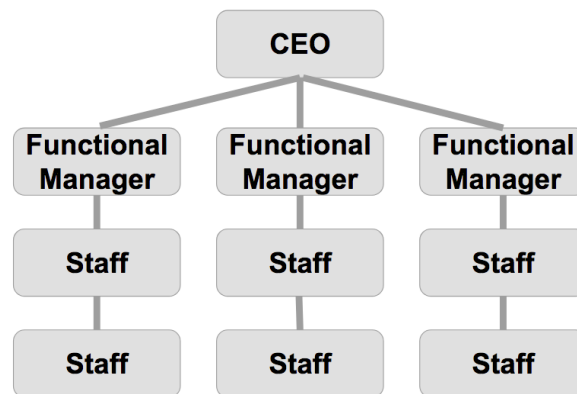 CEO
Functional
Manager
Functional
Manager
Functional
Manager
Staff
Staff
Staff
Staff
Staff
Staff